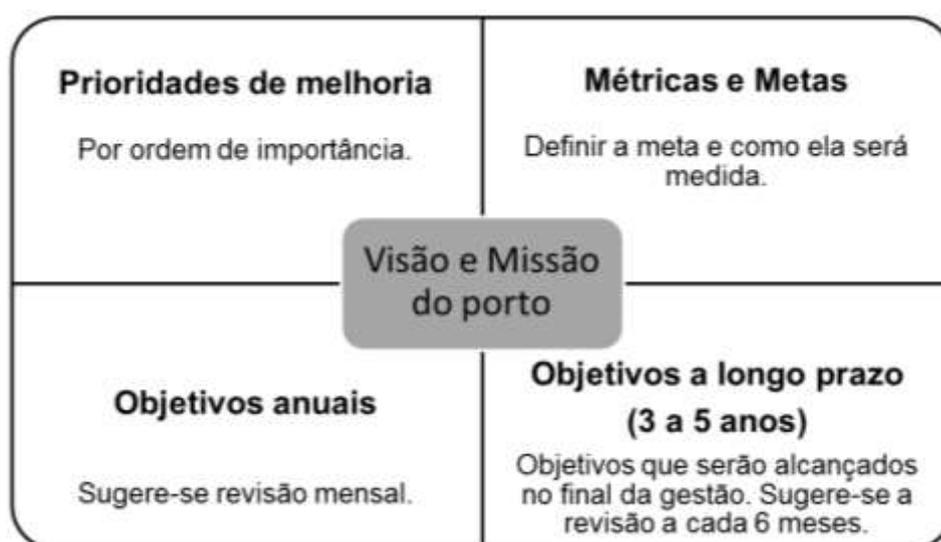 Prioridades de melhoria
Por ordem de importância.
Métricas e Metas
Definir a meta e como ela será
medida.
Visão e Missão
do porto
Objetivos anuais
Sugere-se revisão mensal.
Objetivos a longo prazo
(3 a 5 anos)
Objetivos que serão alcançados
no final da gestão. Sugere-se a
revisão a cada 6 meses.